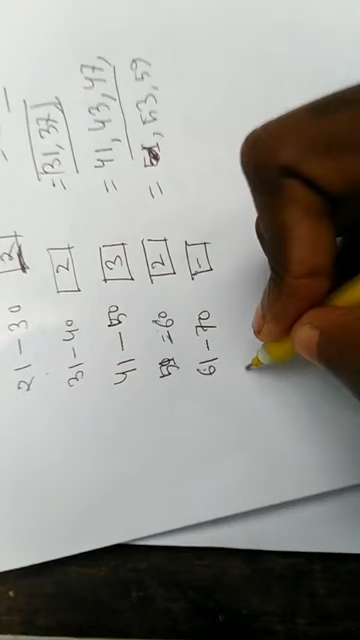 21 - 30 2
31 - 40 2 = 31, 37
41 - 50 3 = 41, 43, 47,
= 60 2 = , 53, 59
61 - 70 -